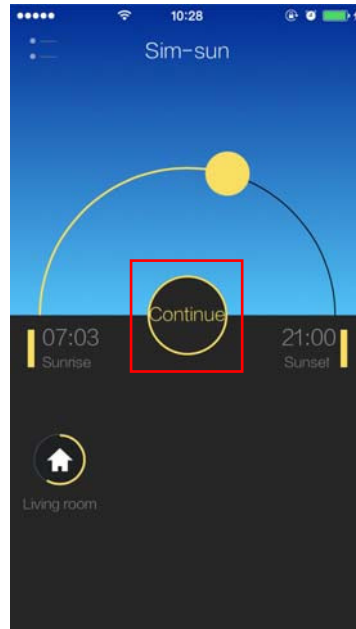 10:28
Sim-sun
Continue
07:03
21:00
Sunrise
Sunset
Living room